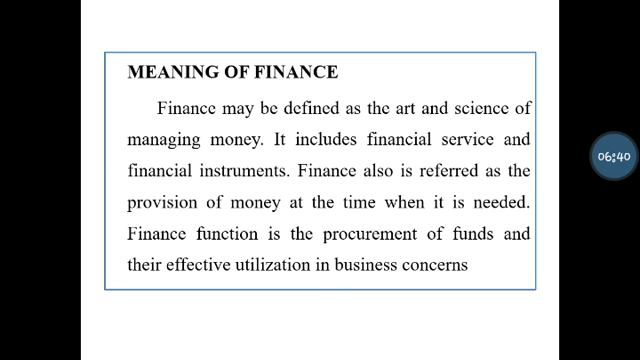 MEANING OF FINANCE
Finance may be defined as the art and science of
managing money. It includes financial service and
financial instruments. Finance also is referred as the
provision of money at the time when it is needed.
Finance function is the procurement of funds and
their effective utilization in business concerns
06:40